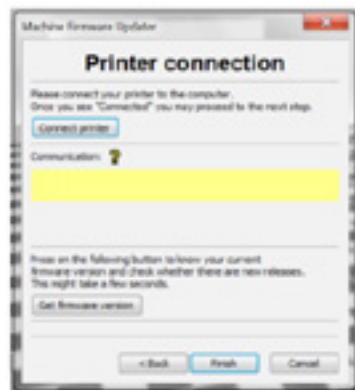 Machine Firmware Updater
Printer connection
Please connect your printer to the computer.
Once you see "Connected" you may proceed to the next step.
Connect printer
Communication: ?
Press on the following button to know your current
firmware version and check whether there are new releases.
This might take a few seconds.
Get firmware version
< Back
Finish
Cancel